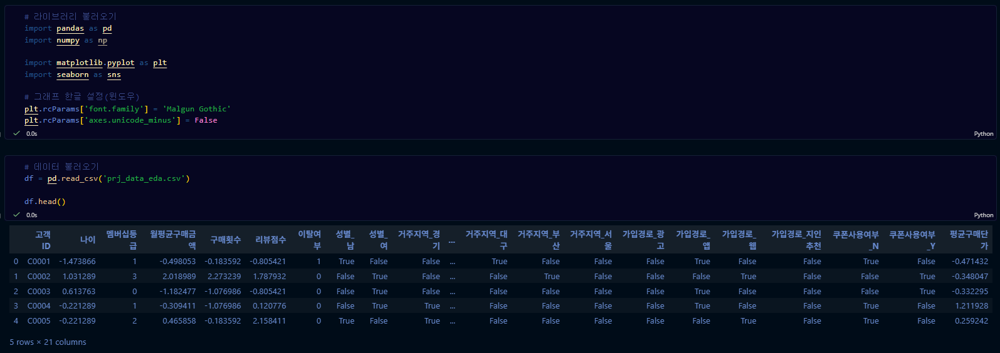 # 라이브러리 불러오기
import pandas as pd
import numpy as np
import matplotlib.pyplot as plt
import seaborn as sns
# 그래프 한글 설정(윈도우)
plt.rcParams['font.family'] = 'Malgun Gothic'
plt.rcParams['axes.unicode_minus'] = False
0.0s
Python
# 데이터 불러오기
df = pd.read_csv('prj_data_eda.csv')
df.head()
0.0s
Python
고객ID 나이 멤버십등급 월평균구매금액 구매횟수 리뷰점수 이탈여부 성별_남 성별_여 거주지역_경기 ... 거주지역_대구 거주지역_부산 거주지역_서울 가입경로_광고 가입경로_앱 가입경로_웹 가입경로_지인추천 쿠폰사용여부_N 쿠폰사용여부_Y 평균구매단가
0 C0001 -1.473866 1 -0.498053 -0.183592 -0.805421 1 True False False ... True False False False True False False True False -0.471432
1 C0002 1.031289 3 2.018989 2.273239 1.787932 0 False True False ... False True False False False True False False True -0.348047
2 C0003 0.613763 0 -1.182477 -1.076986 -0.805421 0 False True False ... False False False False True False False False True -0.332295
3 C0004 -0.221289 1 -0.309411 -1.076986 0.120776 0 False True True ... False False False False True False False True False 1.211928
4 C0005 -0.221289 2 0.465858 -0.183592 2.158411 0 True False True ... False False False False False True False True False 0.259242
5 rows × 21 columns